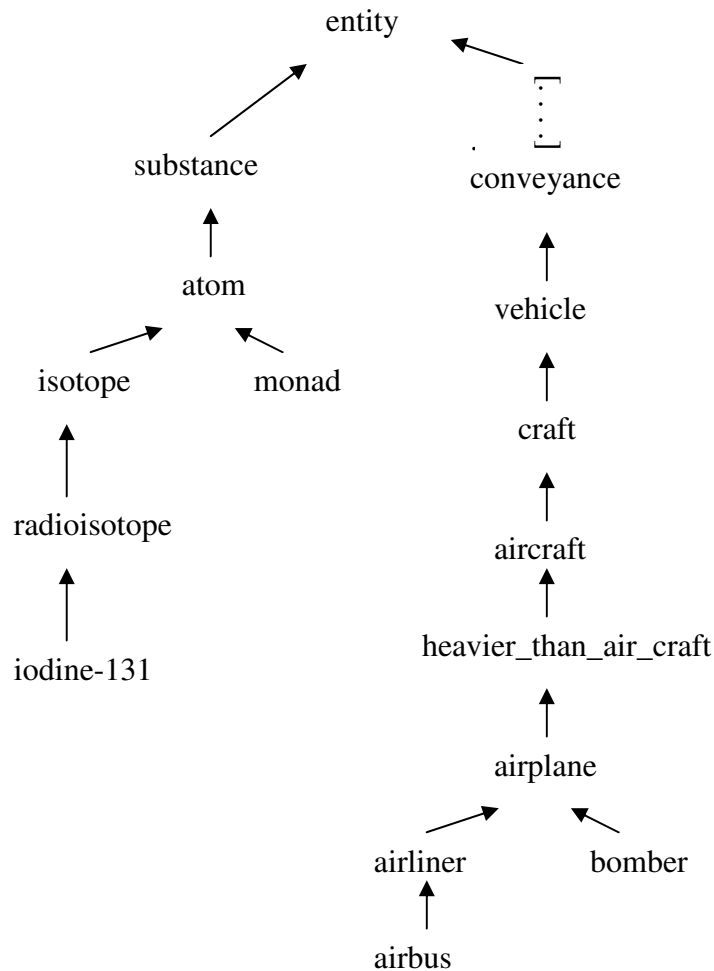 entity
substance
conveyance
atom
vehicle
isotope
monad
craft
radioisotope
aircraft
heavier_than_air_craft
iodine-131
airplane
airliner
bomber
airbus